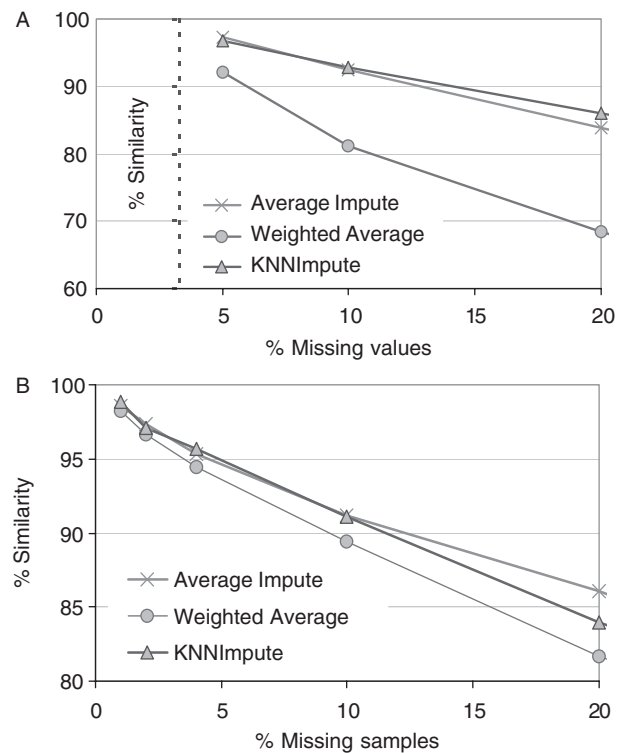 A
100
90
80
70
60
% Similarity
Average Impute
Weighted Average
KNNImpute
0
5
10
15
20
% Missing values
B
100
95
90
85
80
% Similarity
Average Impute
Weighted Average
KNNImpute
0
5
10
15
20
% Missing samples